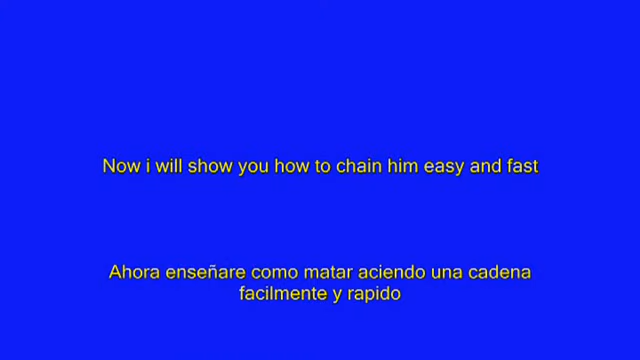 Now i will show you how to chain him easy and fast
Ahora enseñare como matar aciendo una cadena
facilmente y rapido